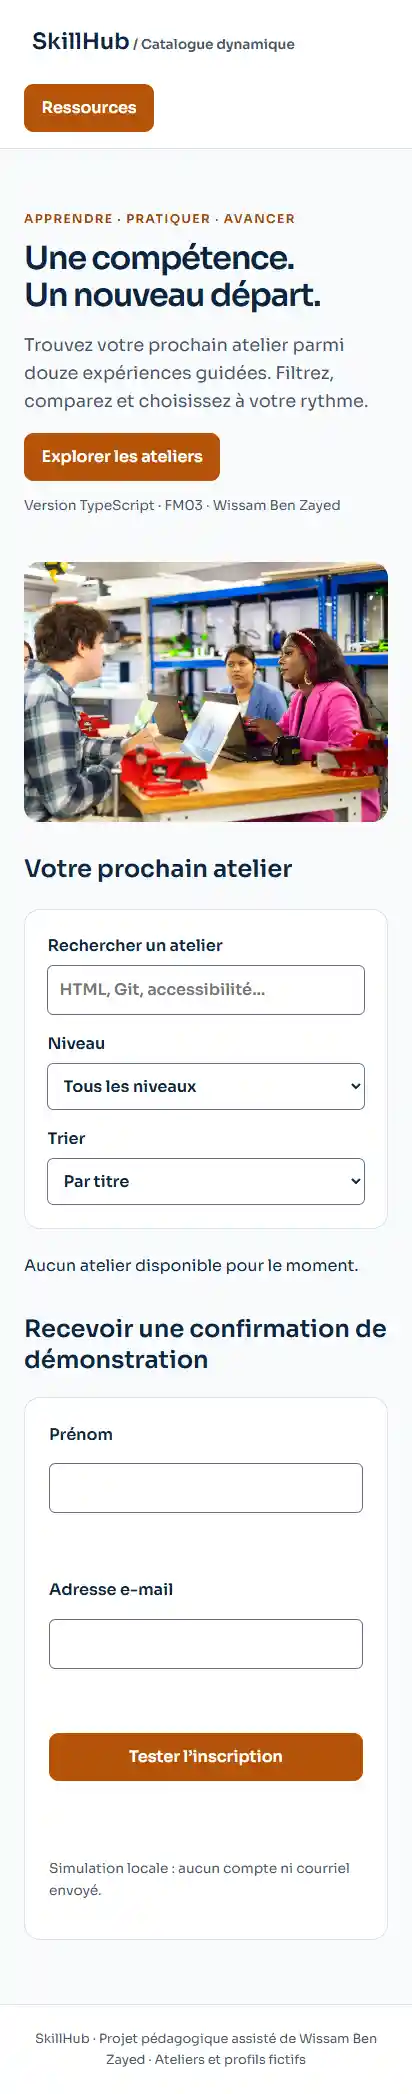 SkillHub / Catalogue dynamique
Ressources
APPRENDRE · PRATIQUER · AVANCER
Une compétence.
Un nouveau départ.
Trouvez votre prochain atelier parmi
douze expériences guidées. Filtrez,
comparez et choisissez à votre rythme.
Explorer les ateliers
Version TypeScript · FM03 · Wissam Ben Zayed
Votre prochain atelier
Rechercher un atelier
HTML, Git, accessibilité…
Niveau
Tous les niveaux
Trier
Par titre
Aucun atelier disponible pour le moment.
Recevoir une confirmation de
démonstration
Prénom
Adresse e-mail
Tester l’inscription
Simulation locale : aucun compte ni courriel
envoyé.
SkillHub · Projet pédagogique assisté de Wissam Ben
Zayed · Ateliers et profils fictifs